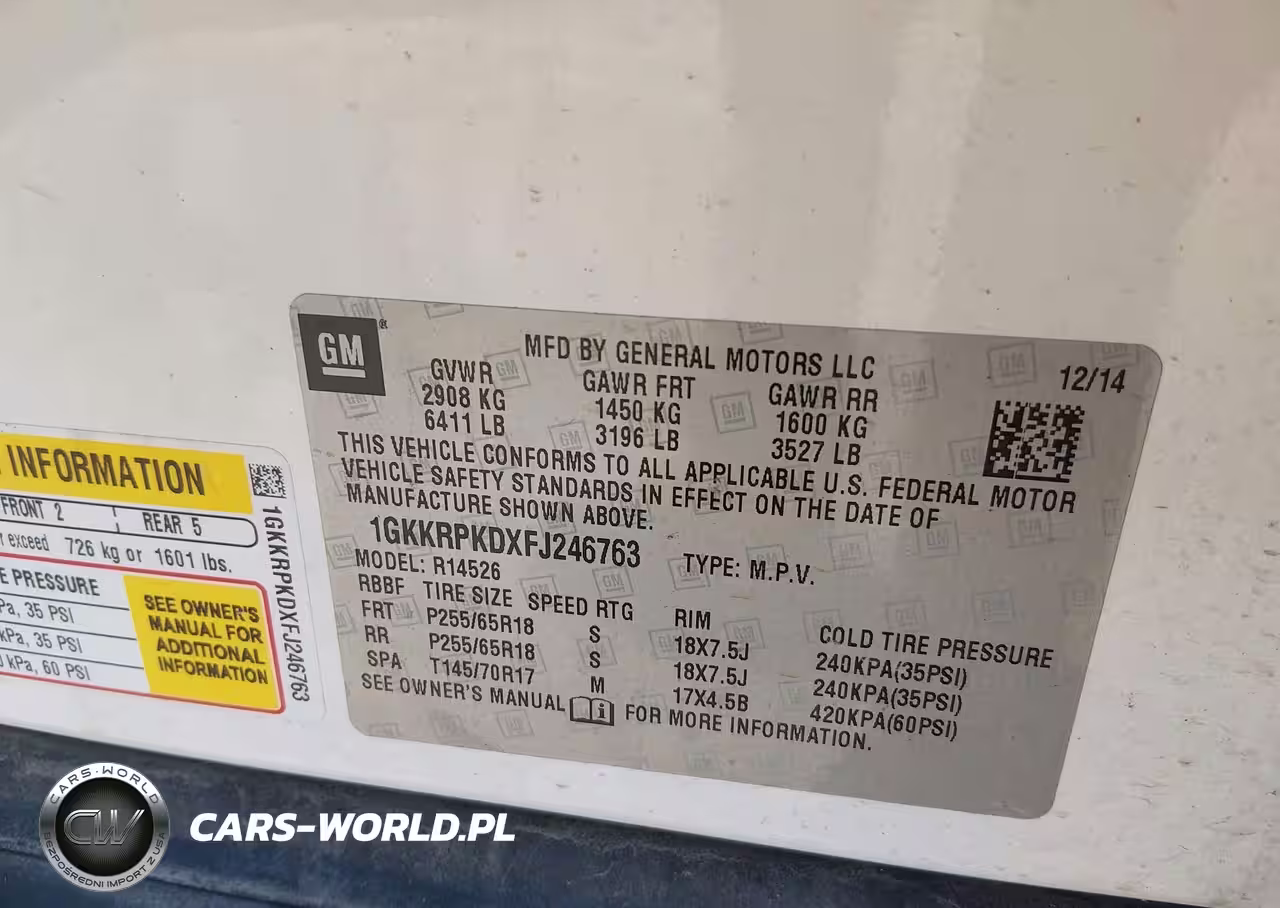 GM®
MFD BY GENERAL MOTORS LLC
12/14
GVWR GAWR FRT GAWR RR
2908 KG 1450 KG 1600 KG
6411 LB 3196 LB 3527 LB
THIS VEHICLE CONFORMS TO ALL APPLICABLE U.S. FEDERAL MOTOR
VEHICLE SAFETY STANDARDS IN EFFECT ON THE DATE OF
MANUFACTURE SHOWN ABOVE.
1GKKRPKDXFJ246763 TYPE: M.P.V.
MODEL: R14526
RBBF TIRE SIZE SPEED RTG RIM COLD TIRE PRESSURE
FRT P255/65R18 S 18X7.5J 240KPA(35PSI)
RR P255/65R18 S 18X7.5J 240KPA(35PSI)
SPA T145/70R17 M 17X4.5B 420KPA(60PSI)
SEE OWNER'S MANUAL FOR MORE INFORMATION.
INFORMATION
FRONT 2 REAR 5
exceed 726 kg or 1601 lbs.
PRESSURE
35 PSI
kPa, 35 PSI
kPa, 60 PSI
SEE OWNER'S
MANUAL FOR
ADDITIONAL
INFORMATION
1GKKRPKDXFJ246763
CARS-WORLD
CW
BEZPOŚREDNI IMPORT Z USA
CARS-WORLD.PL